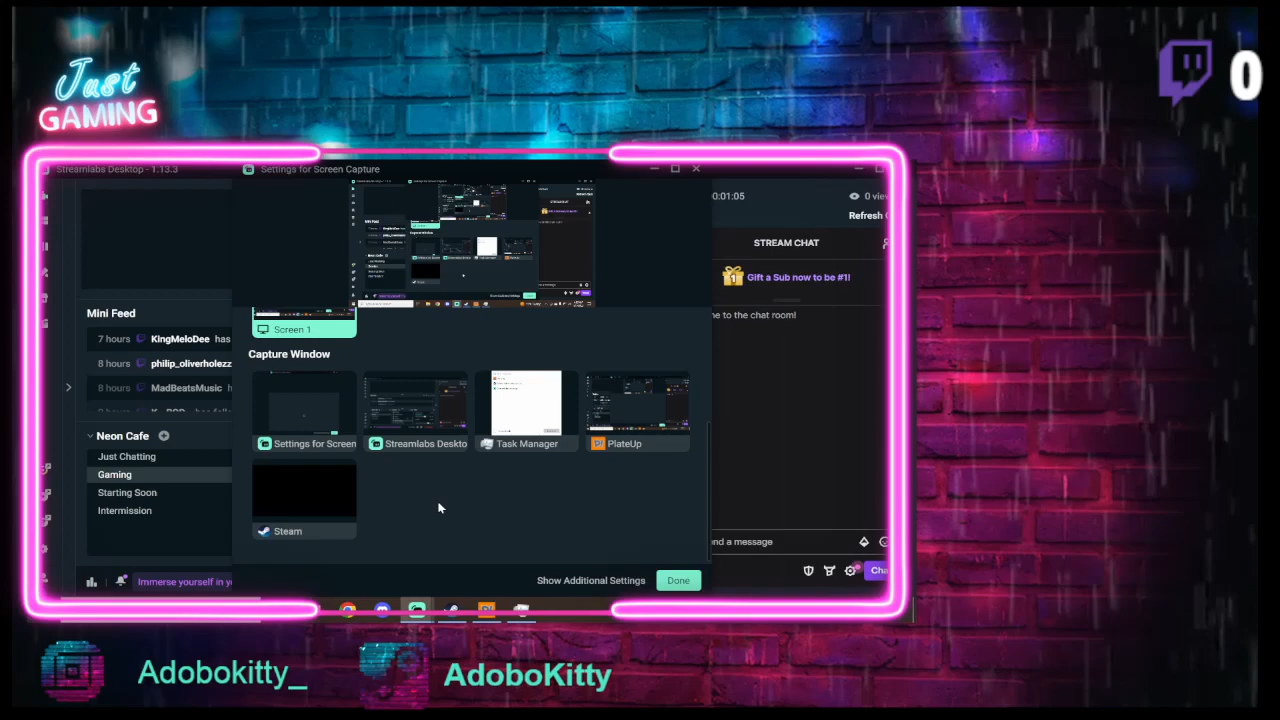 Just
GAMING
0
Streamlabs Desktop - 1.13.3
Settings for Screen Capture
0:01:05
0 view
Refresh C
STREAM CHAT
Gift a Sub now to be #1!
me to the chat room!
Mini Feed
7 hours KingMeloDee has
8 hours philip_oliverholezz
8 hours MadBeatsMusic h
Screen 1
Capture Window
Settings for Screen
Streamlabs Deskto
Task Manager
PlateUp
Steam
Neon Cafe
Just Chatting
Gaming
Starting Soon
Intermission
end a message
Immerse yourself in yo
Show Additional Settings
Done
Cha
Adobokitty_
AdoboKitty